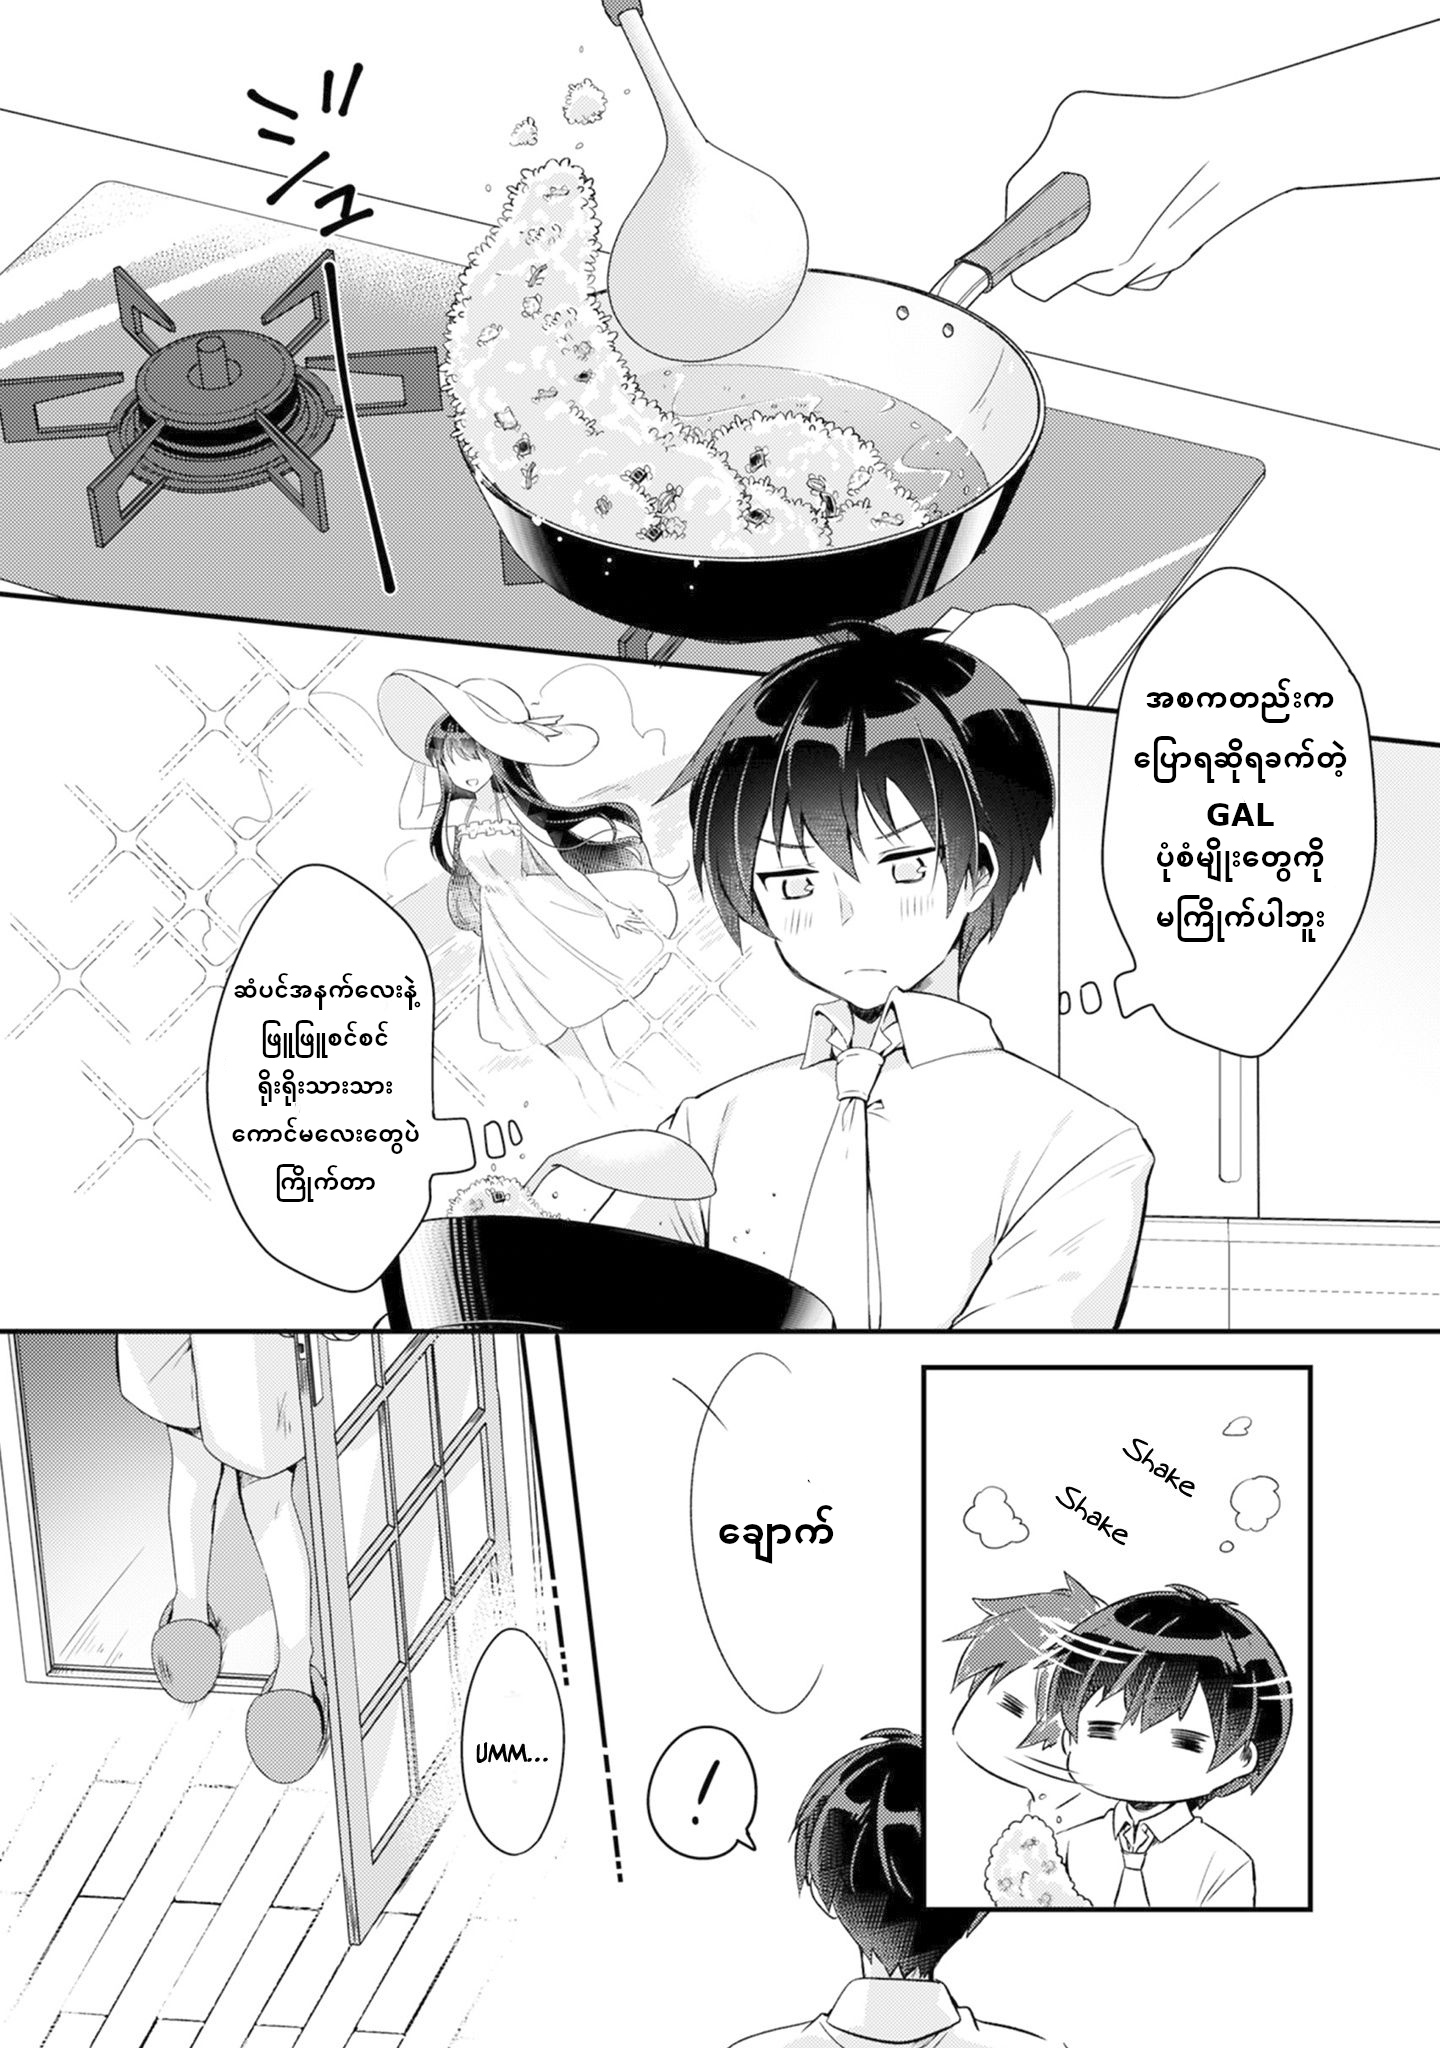 အစကတည်းက
ပြောရဆိုရခက်တဲ့
GAL
ပုံစံမျိုးတွေကို
မကြိုက်ပါဘူး
ဆံပင်အနက်လေးနဲ့
ဖြူဖြူစင်စင်
ရိုးရိုးသားသား
ကောင်မလေးတွေပဲ
ကြိုက်တာ
Shake
Shake
ချောက်
!
UMM...